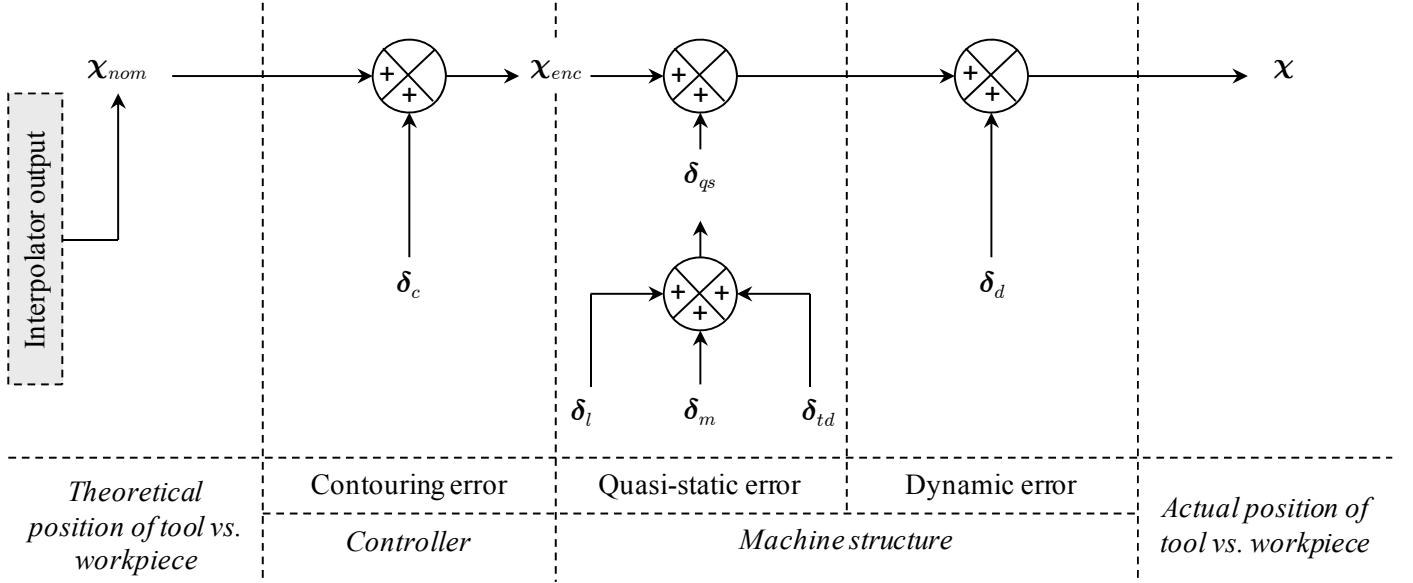 𝝌nom
+
+
𝝌enc
+
+
+
+
𝝌
Interpolator output
δqs
δc
+
+
+
δd
δl
δm
δtd
Contouring error
Quasi-static error
Dynamic error
Theoretical
position of tool vs.
workpiece
Controller
Machine structure
Actual position of
tool vs. workpiece